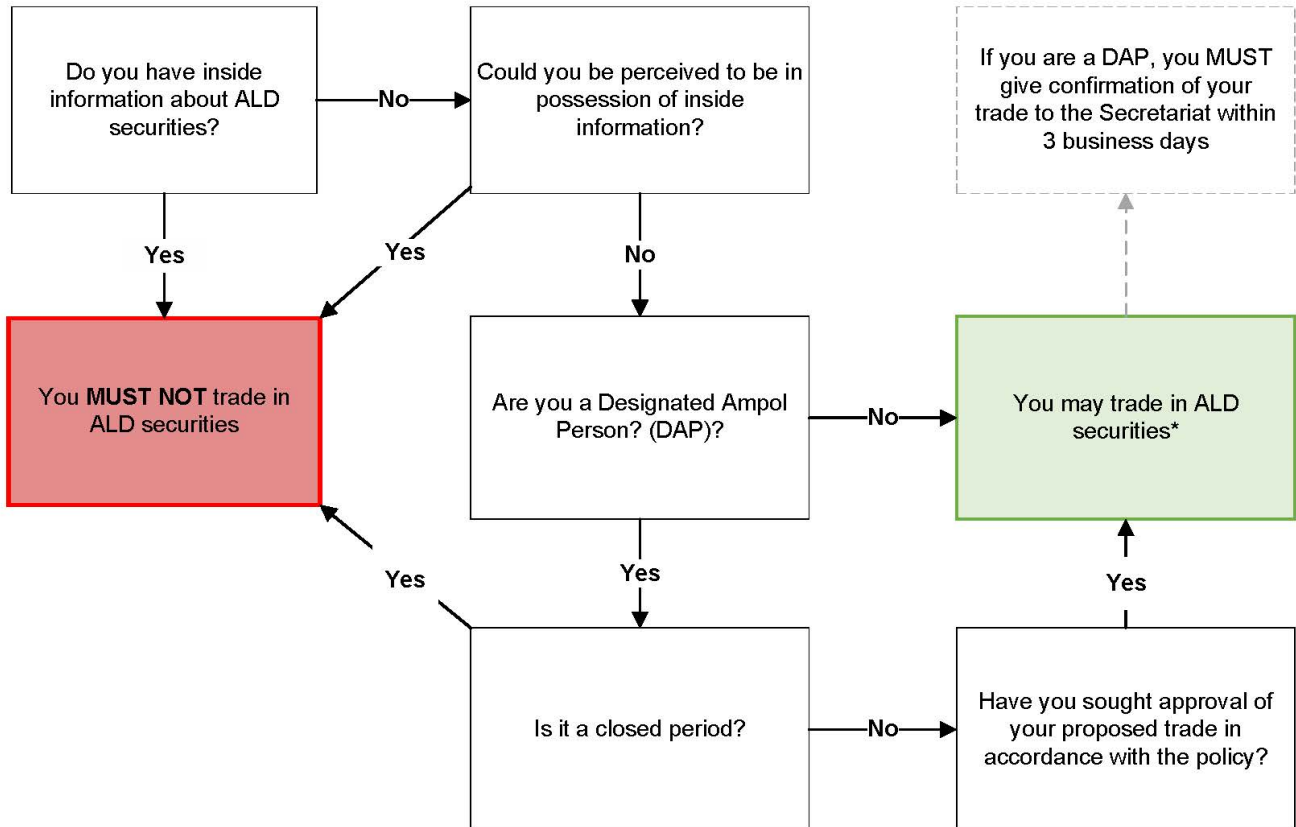 Do you have inside
information about ALD
securities?
No
Could you be perceived to be in
possession of inside
information?
If you are a DAP, you MUST
give confirmation of your
trade to the Secretariat within
3 business days
Yes
Yes
No
You MUST NOT trade in
ALD securities
Are you a Designated Ampol
Person? (DAP)?
No
You may trade in ALD
securities*
Yes
Yes
Yes
Is it a closed period?
No
Have you sought approval of
your proposed trade in
accordance with the policy?